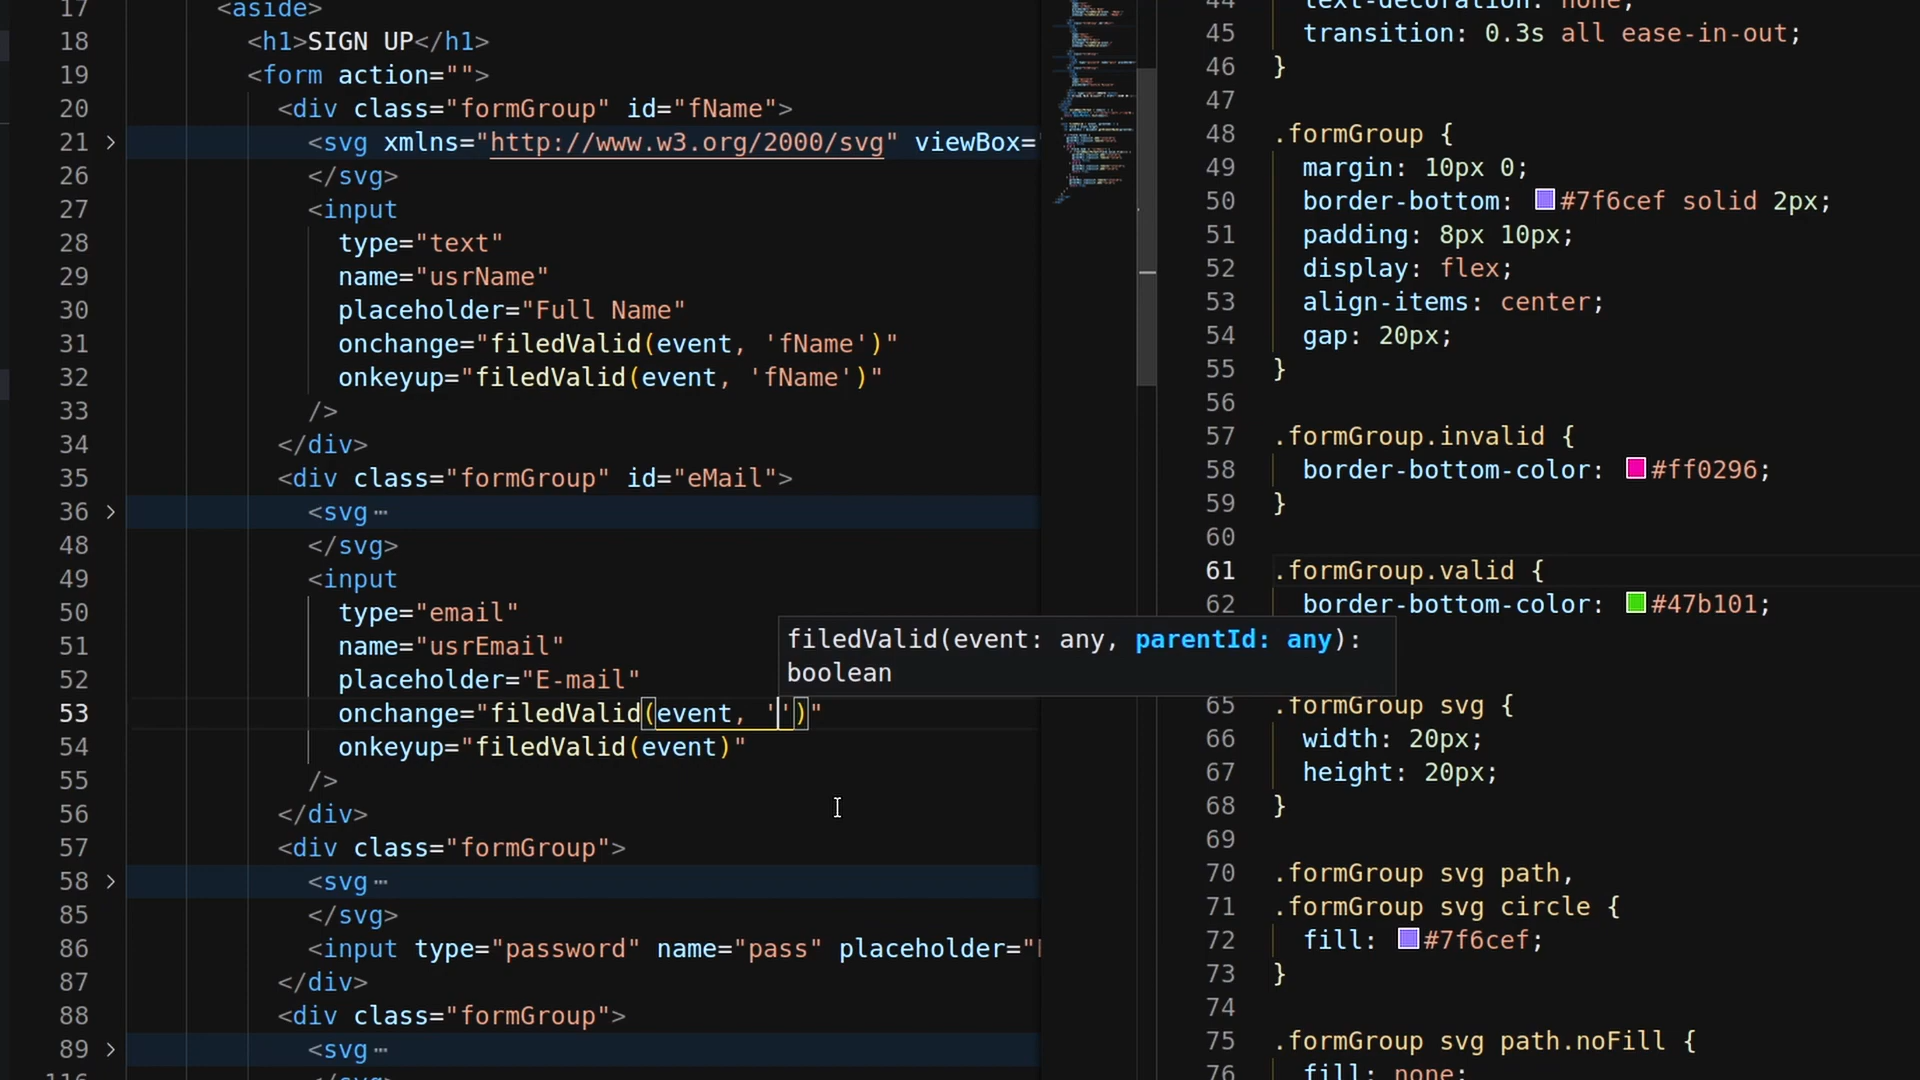 17 <aside>
18 <h1>SIGN UP</h1>
19 <form action="">
20 <div class="formGroup" id="fName">
21 <svg xmlns="http://www.w3.org/2000/svg" viewBox=
26 </svg>
27 <input
28 type="text"
29 name="usrName"
30 placeholder="Full Name"
31 onchange="filedValid(event, 'fName')"
32 onkeyup="filedValid(event, 'fName')"
33 />
34 </div>
35 <div class="formGroup" id="eMail">
36 <svg⋯
48 </svg>
49 <input
50 type="email"
51 name="usrEmail"
52 placeholder="E-mail"
53 onchange="filedValid(event, '')"
54 onkeyup="filedValid(event)"
55 />
56 </div>
57 <div class="formGroup">
58 <svg⋯
85 </svg>
86 <input type="password" name="pass" placeholder="
87 </div>
88 <div class="formGroup">
89 <svg⋯
116 </svg>
filedValid(event: any, parentId: any):
boolean
44 text-decoration: none;
45 transition: 0.3s all ease-in-out;
46 }
47
48 .formGroup {
49 margin: 10px 0;
50 border-bottom: #7f6cef solid 2px;
51 padding: 8px 10px;
52 display: flex;
53 align-items: center;
54 gap: 20px;
55 }
56
57 .formGroup.invalid {
58 border-bottom-color: #ff0296;
59 }
60
61 .formGroup.valid {
62 border-bottom-color: #47b101;
65 .formGroup svg {
66 width: 20px;
67 height: 20px;
68 }
69
70 .formGroup svg path,
71 .formGroup svg circle {
72 fill: #7f6cef;
73 }
74
75 .formGroup svg path.noFill {
76 fill: none;